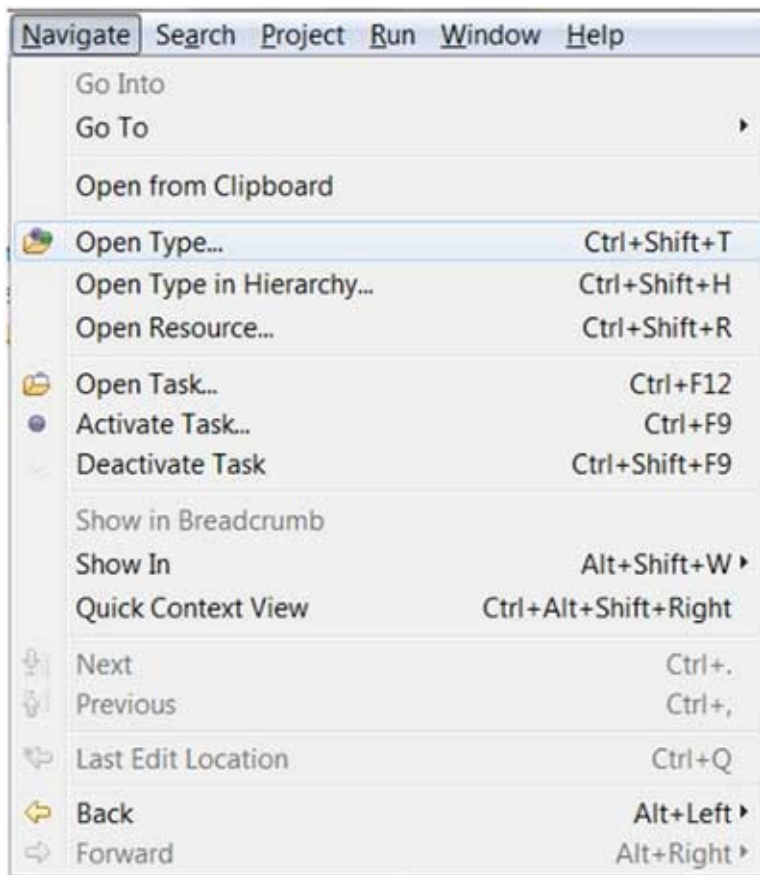 Navigate Search Project Run Window Help
Go Into
Go To
Open from Clipboard
Open Type... Ctrl+Shift+T
Open Type in Hierarchy... Ctrl+Shift+H
Open Resource... Ctrl+Shift+R
Open Task... Ctrl+F12
Activate Task... Ctrl+F9
Deactivate Task Ctrl+Shift+F9
Show in Breadcrumb
Show In Alt+Shift+W
Quick Context View Ctrl+Alt+Shift+Right
Next Ctrl+.
Previous Ctrl+,
Last Edit Location Ctrl+Q
Back Alt+Left
Forward Alt+Right